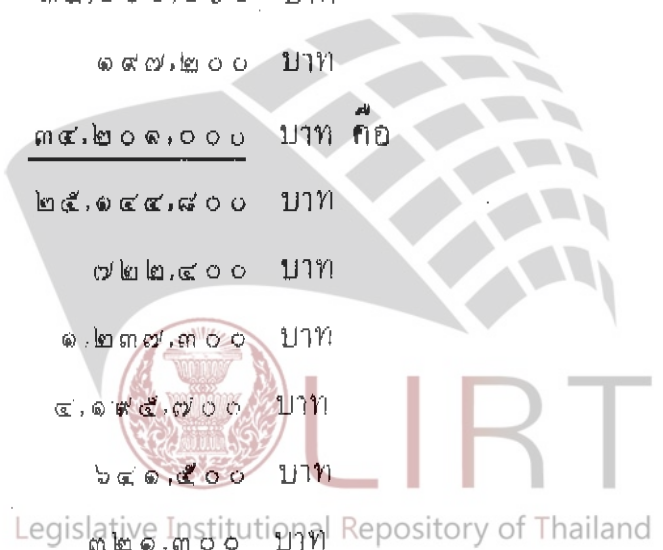 ๑๙๗,๒๐๐ บาท
๓๔,๒๐๑,๐๐๐ บาท คือ
๒๕,๑๔๔,๘๐๐ บาท
๗๒๒,๔๐๐ บาท
๑,๒๓๗,๓๐๐ บาท
๔,๑๙๕,๗๐๐ บาท
๖๔๑,๕๐๐ บาท
LIRT
Legislative Institutional Repository of Thailand
๓๒๑,๓๐๐ บาท